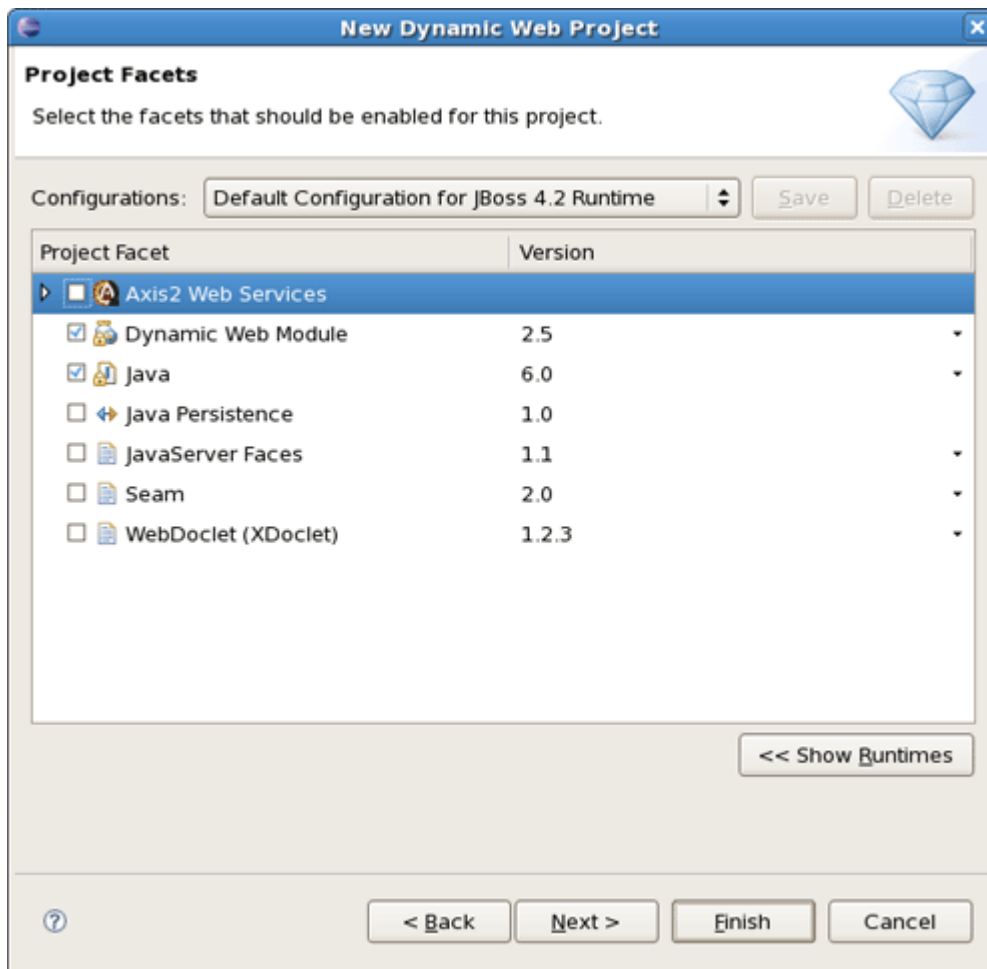 New Dynamic Web Project
Project Facets
Select the facets that should be enabled for this project.
Configurations: Default Configuration for JBoss 4.2 Runtime Save Delete
Project Facet Version
Axis2 Web Services
Dynamic Web Module 2.5
Java 6.0
Java Persistence 1.0
JavaServer Faces 1.1
Seam 2.0
WebDoclet (XDoclet) 1.2.3
<< Show Runtimes
? < Back Next > Finish Cancel